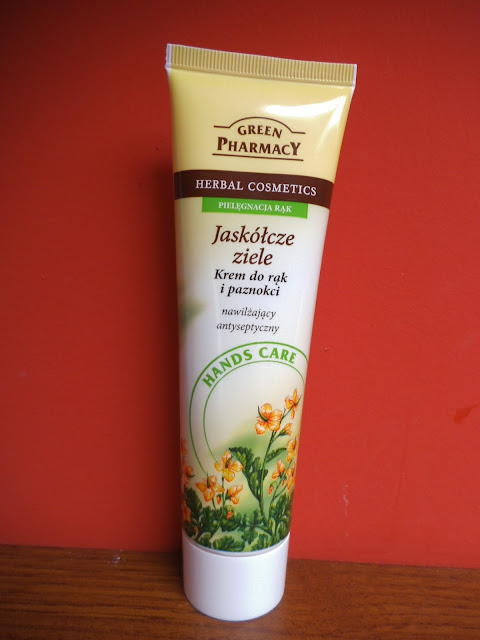 GREEN
PHARMACY
HERBAL COSMETICS
PIELĘGNACJA RĄK
Jaskółcze
ziele
Krem do rąk
i paznokci
nawilżający
antyseptyczny
HANDS CARE